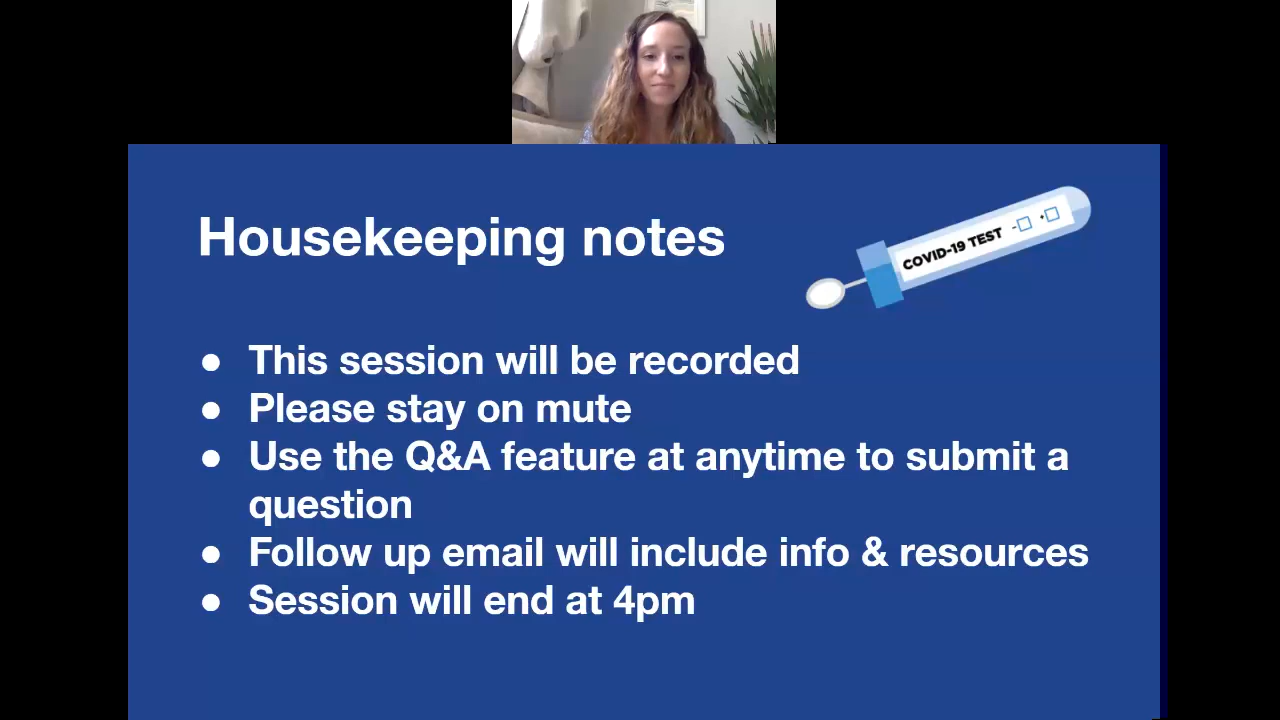 Housekeeping notes
COVID-19 TEST - +
● This session will be recorded
● Please stay on mute
● Use the Q&A feature at anytime to submit a
question
● Follow up email will include info & resources
● Session will end at 4pm